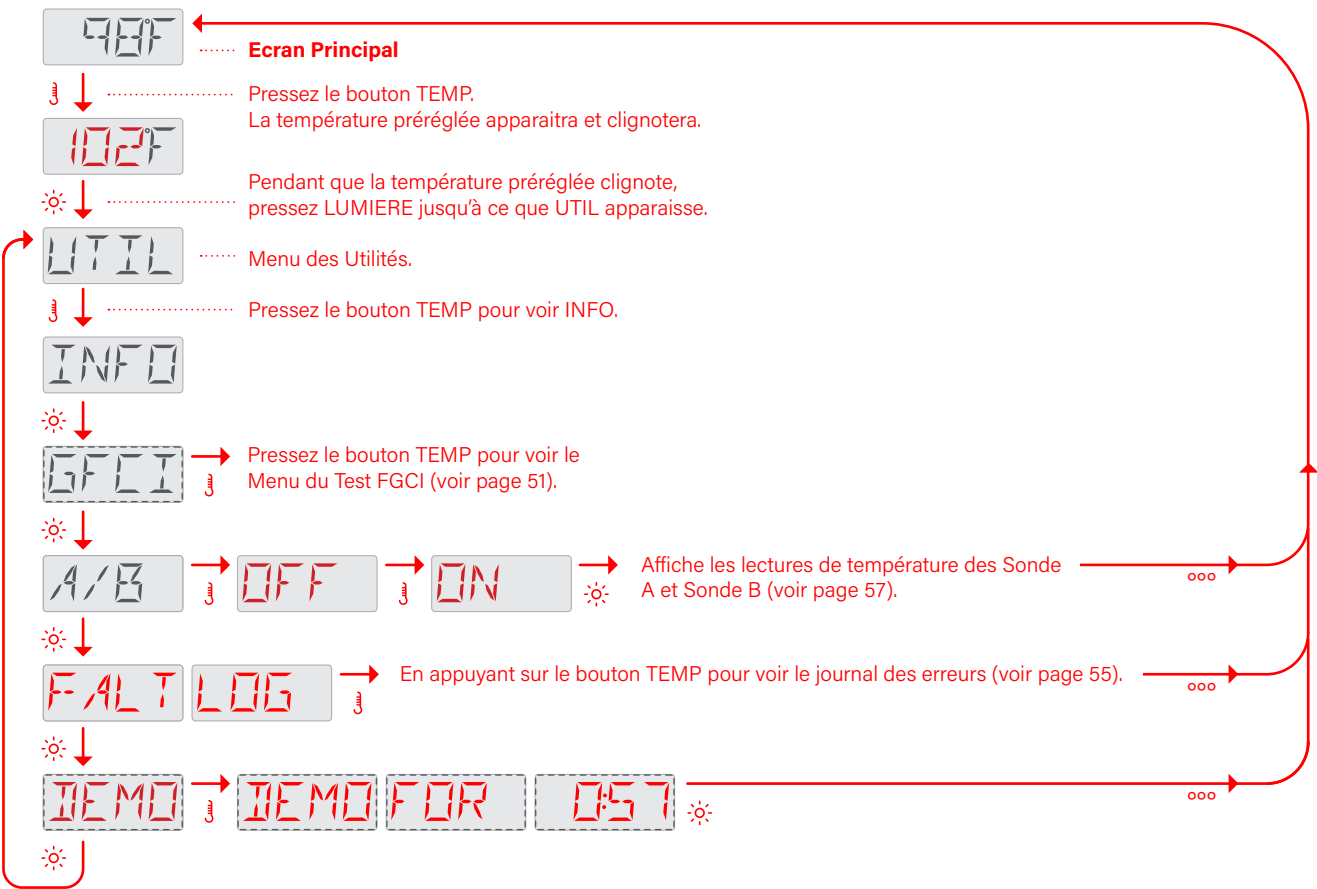 98°F
Ecran Principal
Pressez le bouton TEMP.
La température préréglée apparaitra et clignotera.
102°F
Pendant que la température préréglée clignote,
pressez LUMIERE jusqu'à ce que UTIL apparaisse.
UTIL
Menu des Utilités.
Pressez le bouton TEMP pour voir INFO.
INFO
GFCI
Pressez le bouton TEMP pour voir le
Menu du Test FGCI (voir page 51).
A/B
OFF
ON
Affiche les lectures de température des Sonde
A et Sonde B (voir page 57).
FALT LOG
En appuyant sur le bouton TEMP pour voir le journal des erreurs (voir page 55).
DEMO
DEMO FOR 0:57